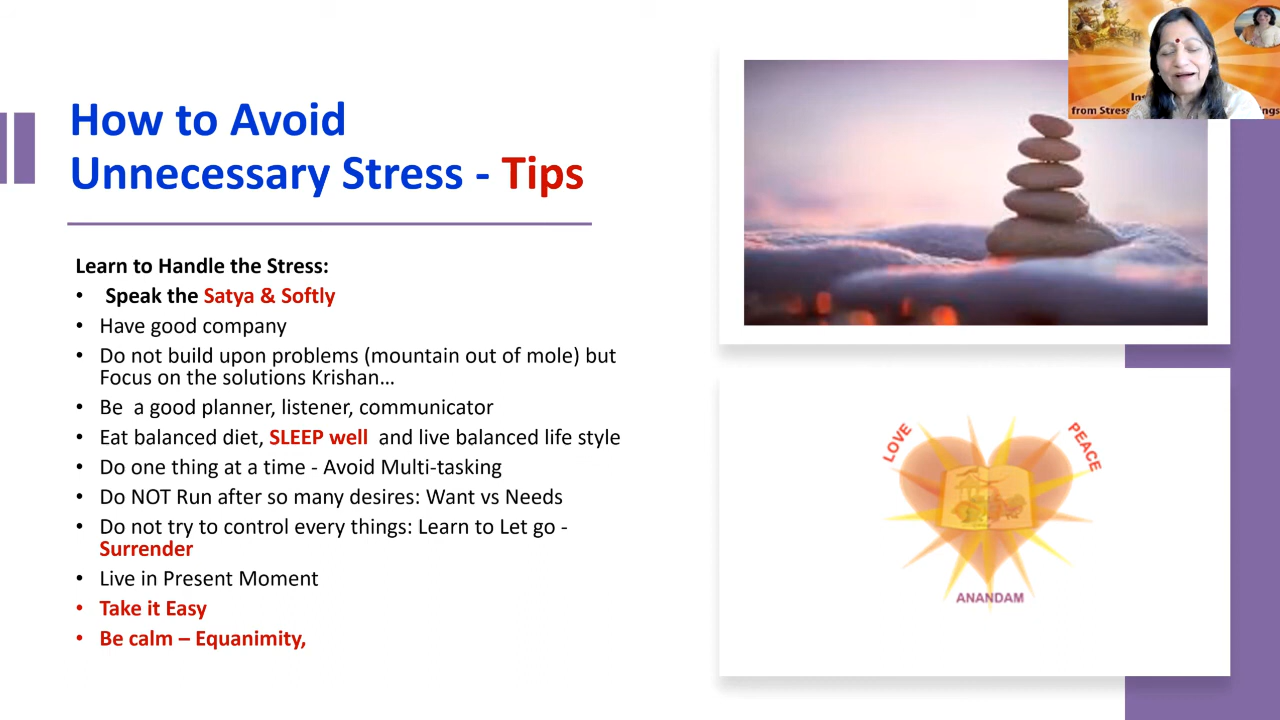 How to Avoid
Unnecessary Stress - Tips
Learn to Handle the Stress:
• Speak the Satya & Softly
• Have good company
• Do not build upon problems (mountain out of mole) but
Focus on the solutions Krishan...
• Be a good planner, listener, communicator
• Eat balanced diet, SLEEP well and live balanced life style
• Do one thing at a time - Avoid Multi-tasking
• Do NOT Run after so many desires: Want vs Needs
• Do not try to control every things: Learn to Let go -
Surrender
• Live in Present Moment
• Take it Easy
• Be calm – Equanimity,
from Stress
LOVE
PEACE
ANANDAM